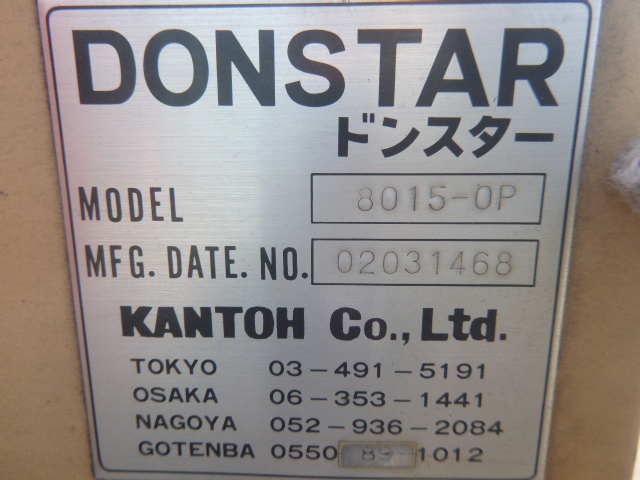 DONSTAR
ドンスター
MODEL 8015-0P
MFG. DATE. NO. 02031468
KANTOH Co., Ltd.
TOKYO 03-491-5191
OSAKA 06-353-1441
NAGOYA 052-936-2084
GOTENBA 0550 89-1012